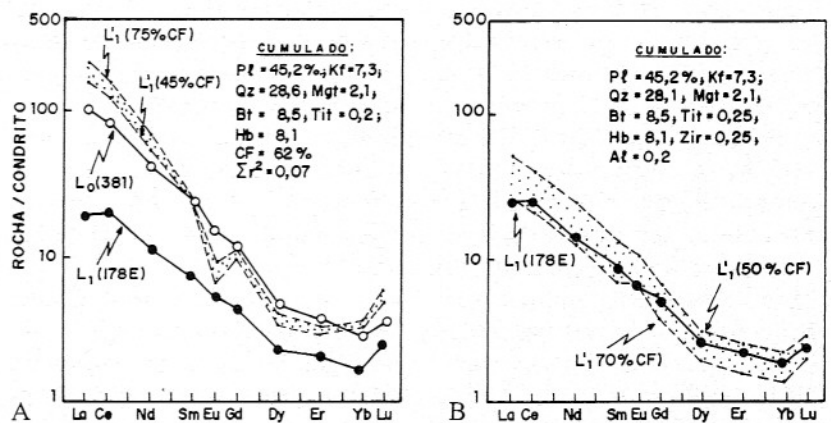 500
100
10
1
ROCHA / CONDRITO
L'₁ (75% CF)
L'₁ (45% CF)
L₀ (381)
L₁ (178E)
CUMULADO:
Pℓ = 45,2%; Kf = 7,3;
Qz = 28,6; Mgt = 2,1;
Bt = 8,5; Tit = 0,2;
Hb = 8,1
CF = 62%
Σr² = 0,07
La Ce Nd Sm Eu Gd Dy Er Yb Lu
A
500
100
10
1
CUMULADO:
Pℓ = 45,2%; Kf = 7,3;
Qz = 28,1; Mgt = 2,1;
Bt = 8,5; Tit = 0,25;
Hb = 8,1; Zir = 0,25;
Aℓ = 0,2
L₁ (178E)
L'₁ (50% CF)
L'₁ 70% CF)
La Ce Nd Sm Eu Gd Dy Er Yb Lu
B